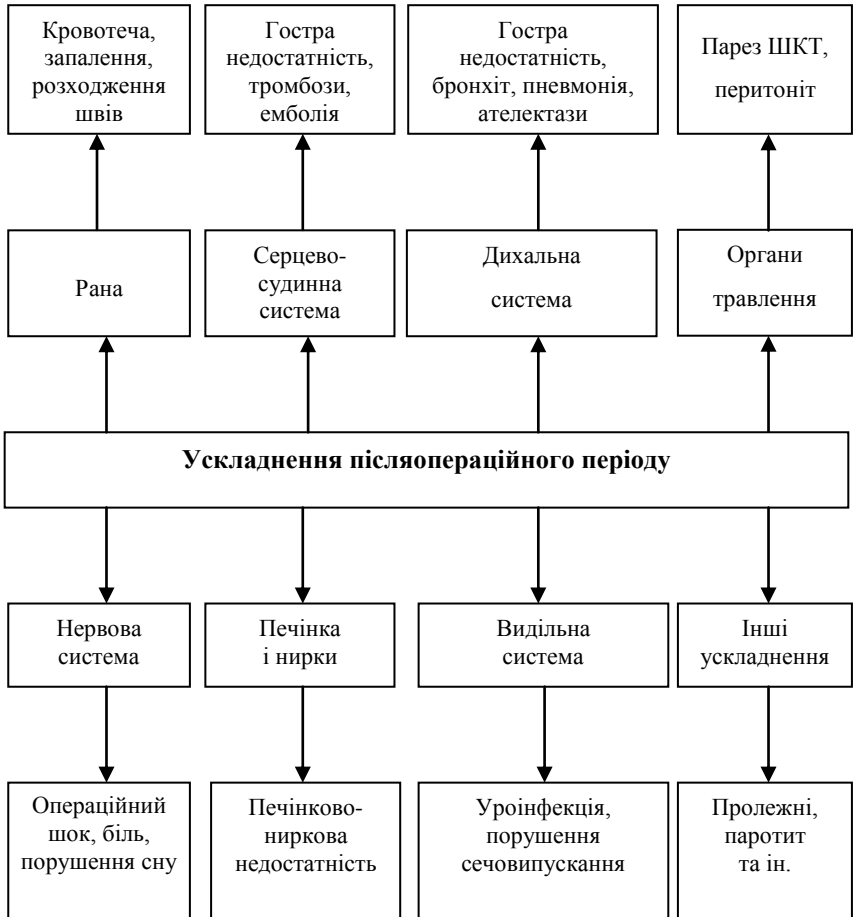 Кровотеча,
запалення,
розходження
швів
Гостра
недостатність,
тромбози,
емболія
Гостра
недостатність,
бронхіт, пневмонія,
ателектази
Парез ШКТ,
перитоніт
Рана
Серцево-
судинна
система
Дихальна
система
Органи
травлення
Ускладнення післяопераційного періоду
Нервова
система
Печінка
і нирки
Видільна
система
Інші
ускладнення
Операційний
шок, біль,
порушення сну
Печінково-
ниркова
недостатність
Уроінфекція,
порушення
сечовипускання
Пролежні,
паротит
та ін.